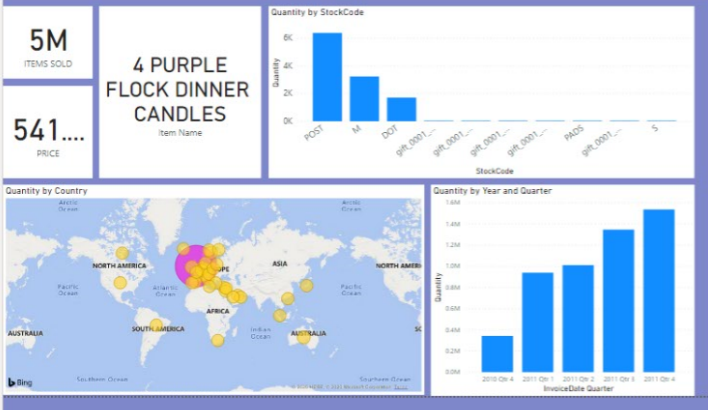 5M
ITEMS SOLD
541....
PRICE
4 PURPLE
FLOCK DINNER
CANDLES
Item Name
Quantity by StockCode
Quantity
6K
4K
2K
0K
POST
M
DOT
gift_0001_...
gift_0001_...
gift_0001_...
gift_0001_...
PADS
gift_0001_...
S
StockCode
Quantity by Country
Arctic
Ocean
Arctic
Ocean
NORTH AMERICA
ASIA
NORTH AMERI
Pacific
Ocean
Atlantic
Ocean
Pacific
Ocean
AFRICA
AUSTRALIA
SOUTH AMERICA
Indian
Ocean
AUSTRALIA
Southern Ocean
Southern Ocean
Bing
Quantity by Year and Quarter
Quantity
1.6M
1.4M
1.2M
1.0M
0.8M
0.6M
0.4M
0.2M
0.0M
2010 Qtr 4
2011 Qtr 1
2011 Qtr 2
2011 Qtr 3
2011 Qtr 4
InvoiceDate Quarter